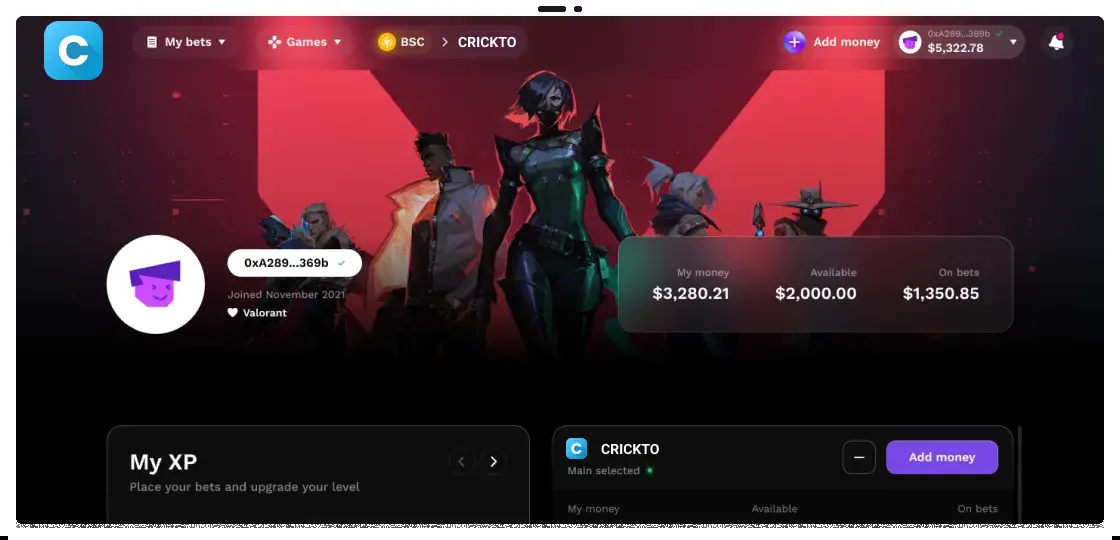 C
My bets
Games
BSC
CRICKTO
Add money
0xA289...369b
$5,322.78
0xA289...369b
Joined November 2021
Valorant
My money
Available
On bets
$3,280.21
$2,000.00
$1,350.85
My XP
Place your bets and upgrade your level
C
CRICKTO
Main selected
Add money
My money
Available
On bets